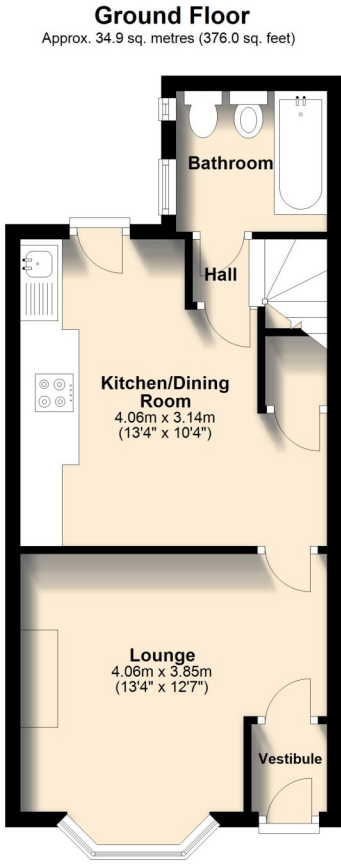 Ground Floor
Approx. 34.9 sq. metres (376.0 sq. feet)
Bathroom
Hall
Kitchen/Dining
Room
4.06m x 3.14m
(13'4" x 10'4")
Lounge
4.06m x 3.85m
(13'4" x 12'7")
Vestibule